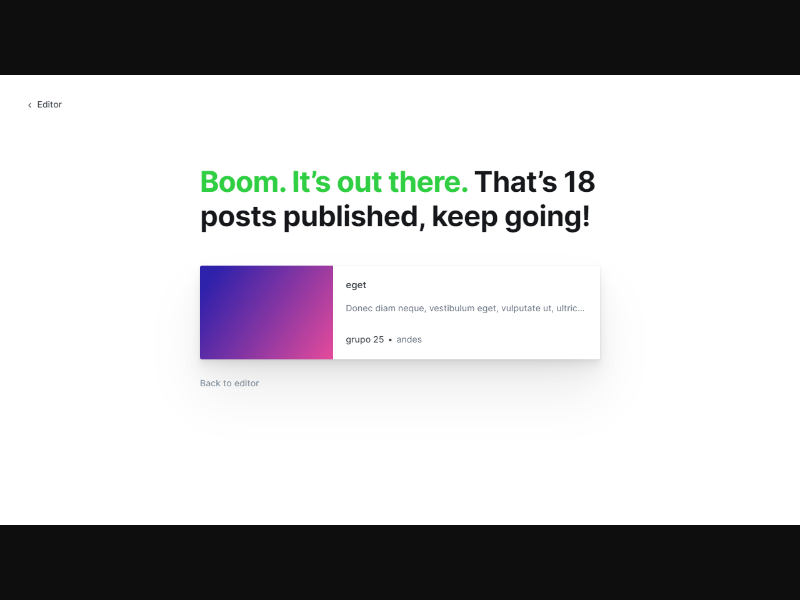 ‹ Editor
Boom. It’s out there. That’s 18
posts published, keep going!
eget
Donec diam neque, vestibulum eget, vulputate ut, ultric...
grupo 25 • andes
Back to editor